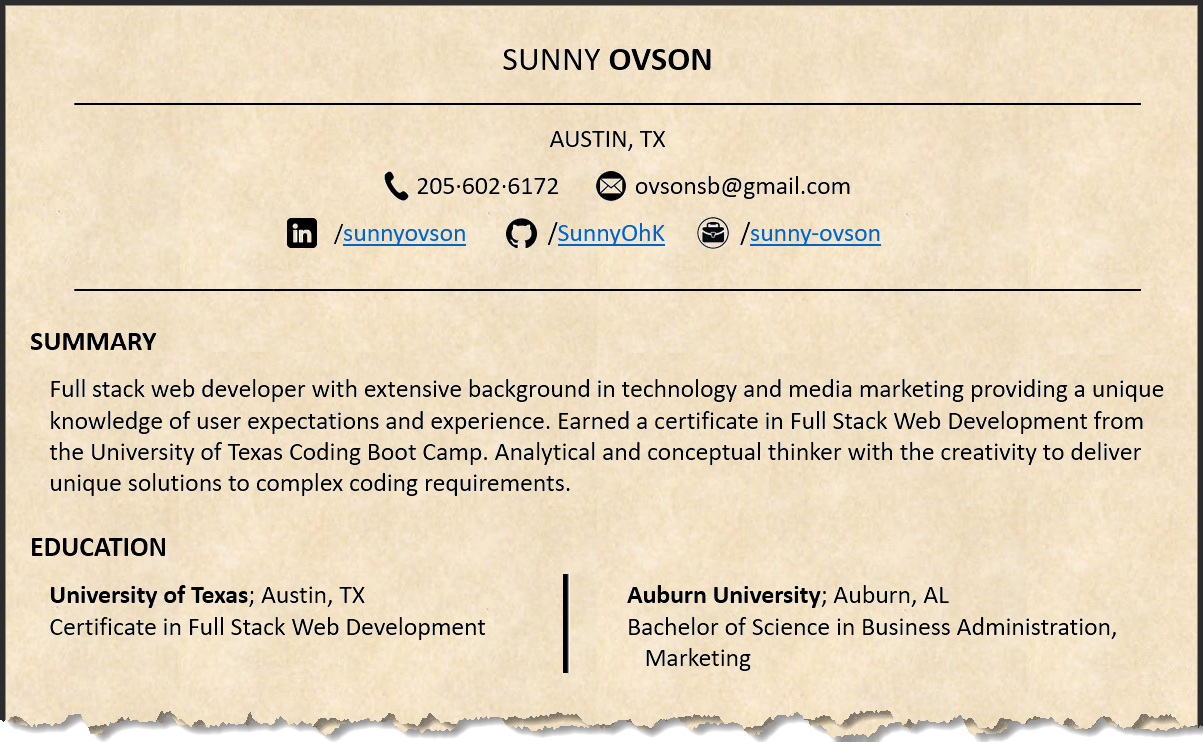 SUNNY OVSON
AUSTIN, TX
205·602·6172 ovsonsb@gmail.com
in /sunnyovson /SunnyOhK /sunny-ovson
SUMMARY
Full stack web developer with extensive background in technology and media marketing providing a unique
knowledge of user expectations and experience. Earned a certificate in Full Stack Web Development from
the University of Texas Coding Boot Camp. Analytical and conceptual thinker with the creativity to deliver
unique solutions to complex coding requirements.
EDUCATION
University of Texas; Austin, TX
Certificate in Full Stack Web Development
Auburn University; Auburn, AL
Bachelor of Science in Business Administration,
Marketing